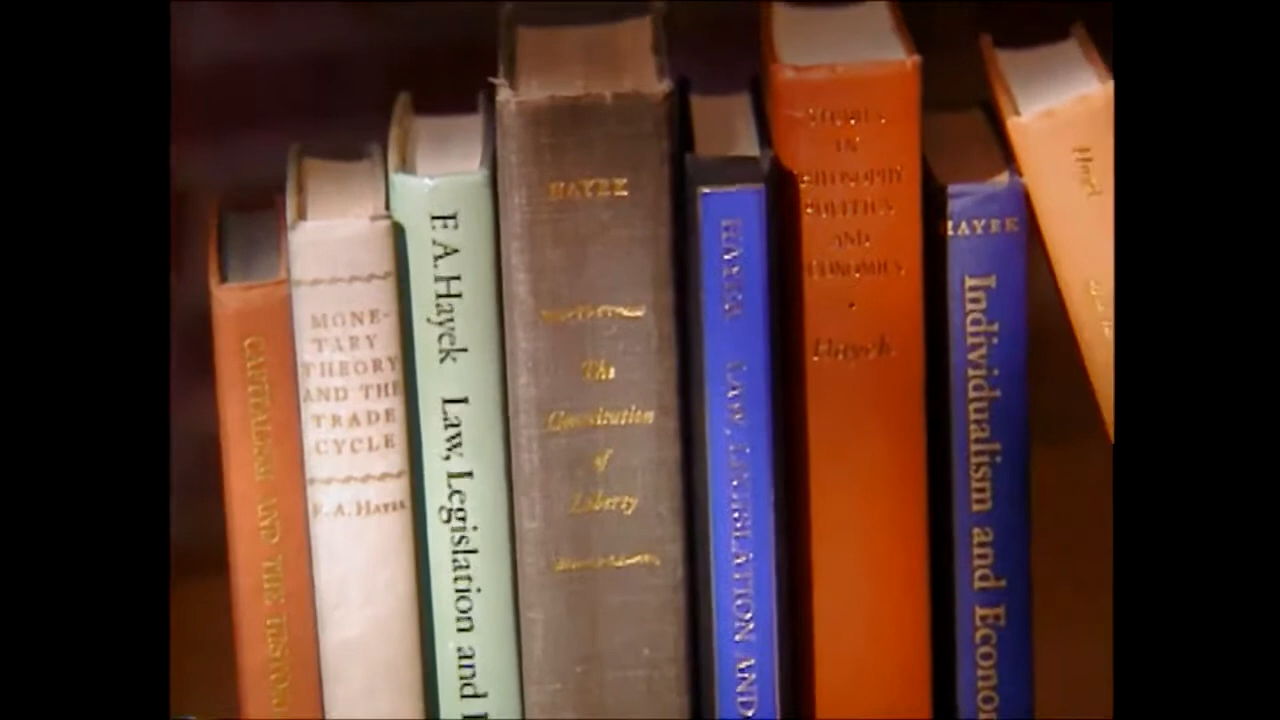 CAPITALISM AND THE HISTO
MONE-
TARY
THEORY
AND THE
TRADE
CYCLE
F. A. HAYEK
F. A. Hayek Law, Legislation and
HAYEK
The
Constitution
of
Liberty
HAYEK LAW, LEGISLATION AND
STUDIES
IN
PHILOSOPHY
POLITICS
AND
ECONOMICS
Hayek
HAYEK
Individualism and Econo